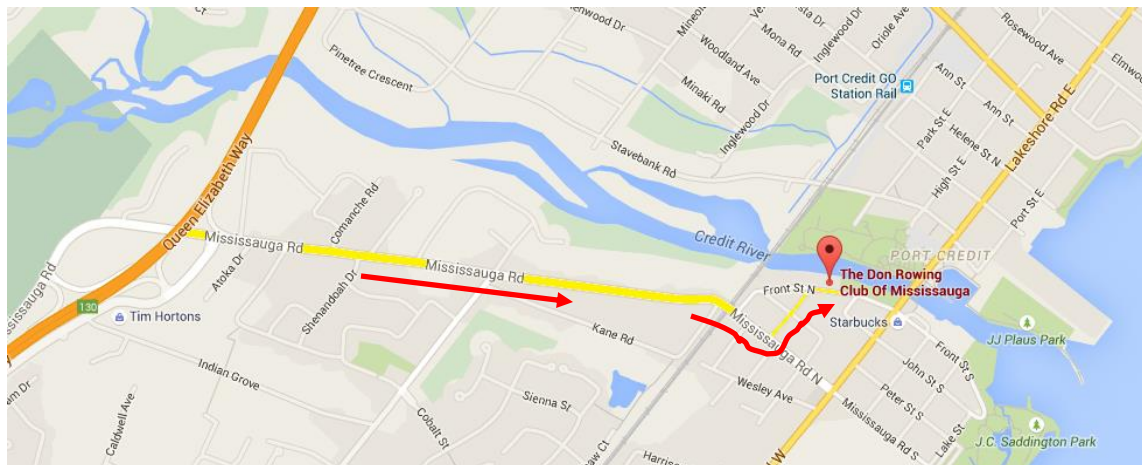 Pinetree Crescent
Minaki Rd
Woodland Ave
Mona Rd
Inglewood Dr
Oriole Ave
Rosewood Ave
Port Credit GO
Station Rail
Ann St
Ann St
Inglewood Dr
Park St E
Helene St N
Lakeshore Rd E
Stavebank Rd
High St E
Port St E
Queen Elizabeth Way
Comanche Rd
Mississauga Rd
Credit River
PORT CREDIT
Mississauga Rd
Atoka Dr
Shenandoah Dr
The Don Rowing
Club Of Mississauga
Front St N
130
Tim Hortons
Kane Rd
Mississauga Rd N
Starbucks
JJ Plaus Park
Front St S
John St S
Indian Grove
Wesley Ave
Peter St S
Sienna St
Caldwell Ave
Cobalt St
Mississauga Rd S
Lake St
J.C. Saddington Park